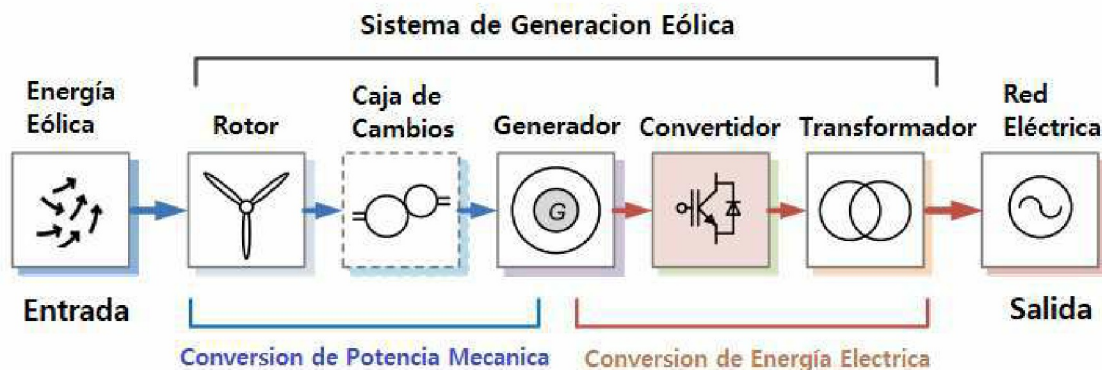 Sistema de Generacion Eólica
Energía
Eólica
Rotor
Caja de
Cambios
Generador
Convertidor
Transformador
Red
Eléctrica
G
Entrada
Salida
Conversion de Potencia Mecanica
Conversion de Energía Electrica